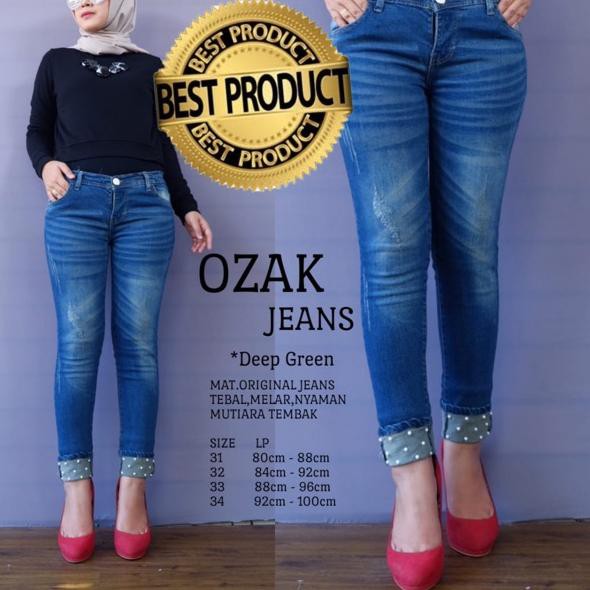 BEST PRODUCT
BEST PRODUCT
BEST PRODUCT
OZAK
JEANS
*Deep Green
MAT.ORIGINAL JEANS
TEBAL,MELAR,NYAMAN
MUTIARA TEMBAK
SIZE LP
31 80cm - 88cm
32 84cm - 92cm
33 88cm - 96cm
34 92cm - 100cm